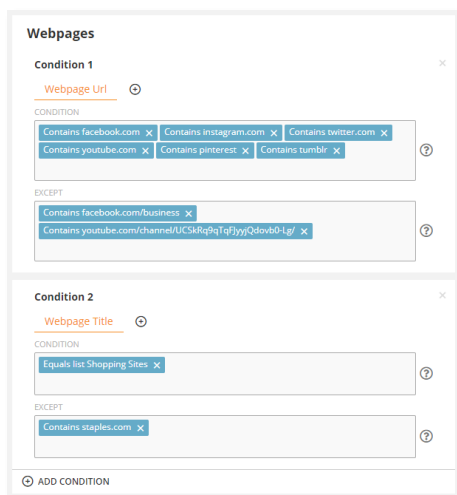 Webpages
Condition 1 ×
Webpage Url
CONDITION
Contains facebook.com × Contains instagram.com × Contains twitter.com ×
Contains youtube.com × Contains pinterest × Contains tumblr ×
?
EXCEPT
Contains facebook.com/business ×
Contains youtube.com/channel/UCSkRq9qTqFJyyjQdovb0-Lg/ ×
?
Condition 2 ×
Webpage Title
CONDITION
Equals list Shopping Sites ×
?
EXCEPT
Contains staples.com ×
?
ADD CONDITION